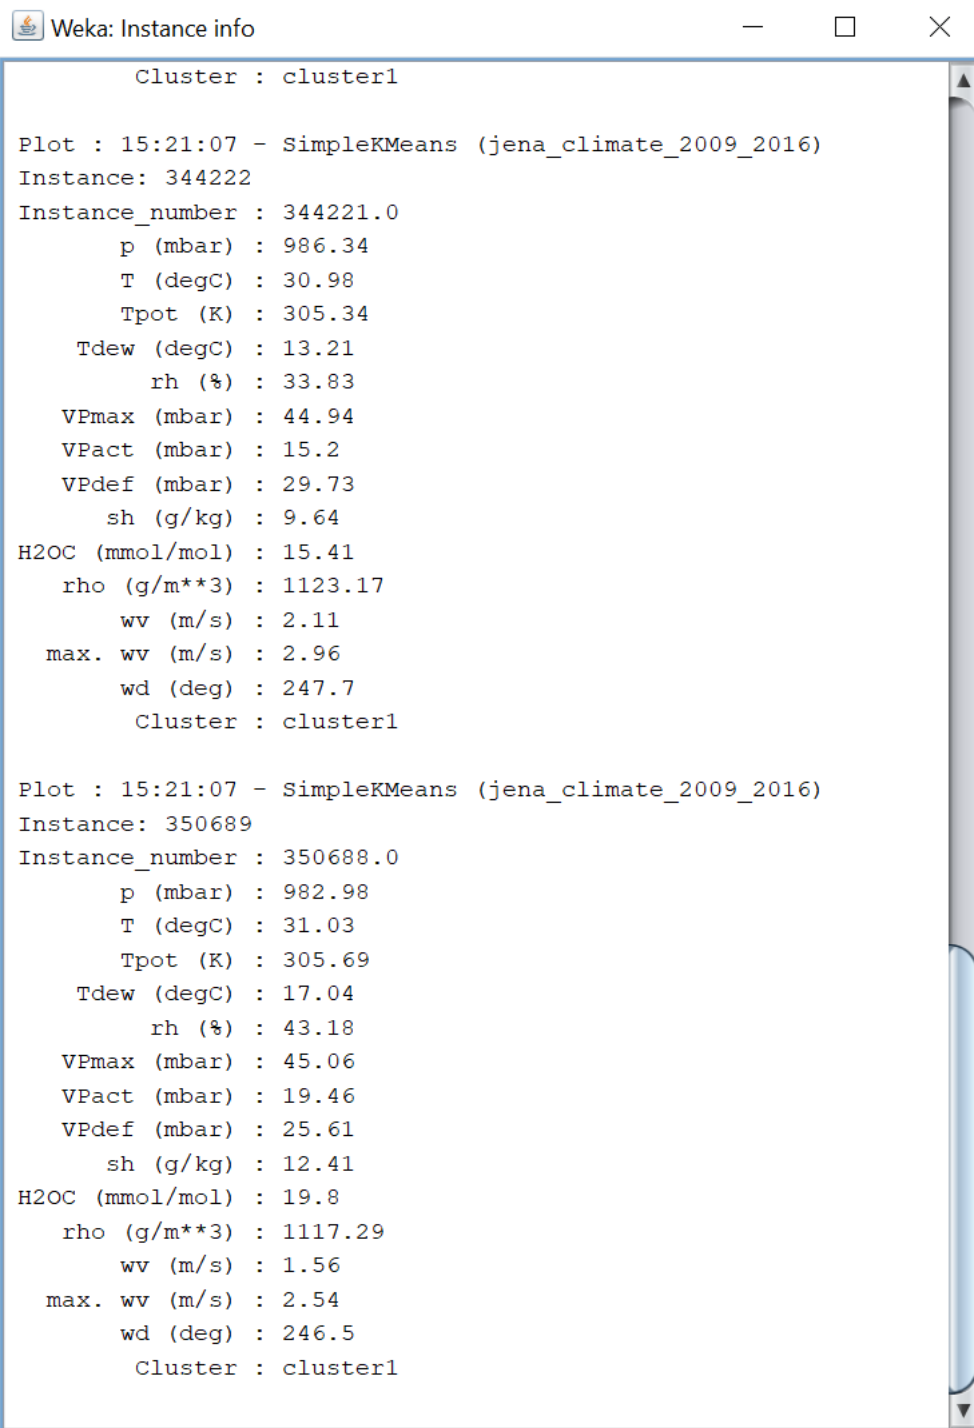 Weka: Instance info
Cluster : cluster1
Plot : 15:21:07 - SimpleKMeans (jena_climate_2009_2016)
Instance: 344222
Instance_number : 344221.0
p (mbar) : 986.34
T (degC) : 30.98
Tpot (K) : 305.34
Tdew (degC) : 13.21
rh (%) : 33.83
VPmax (mbar) : 44.94
VPact (mbar) : 15.2
VPdef (mbar) : 29.73
sh (g/kg) : 9.64
H2OC (mmol/mol) : 15.41
rho (g/m**3) : 1123.17
wv (m/s) : 2.11
max. wv (m/s) : 2.96
wd (deg) : 247.7
Cluster : cluster1
Plot : 15:21:07 - SimpleKMeans (jena_climate_2009_2016)
Instance: 350689
Instance_number : 350688.0
p (mbar) : 982.98
T (degC) : 31.03
Tpot (K) : 305.69
Tdew (degC) : 17.04
rh (%) : 43.18
VPmax (mbar) : 45.06
VPact (mbar) : 19.46
VPdef (mbar) : 25.61
sh (g/kg) : 12.41
H2OC (mmol/mol) : 19.8
rho (g/m**3) : 1117.29
wv (m/s) : 1.56
max. wv (m/s) : 2.54
wd (deg) : 246.5
Cluster : cluster1